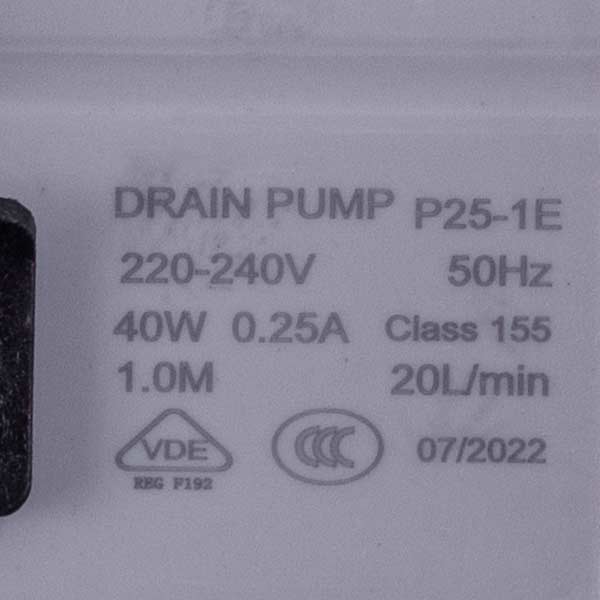 DRAIN PUMP P25-1E
220-240V 50Hz
40W 0.25A Class 155
1.0M 20L/min
VDE CCC 07/2022
REG F192